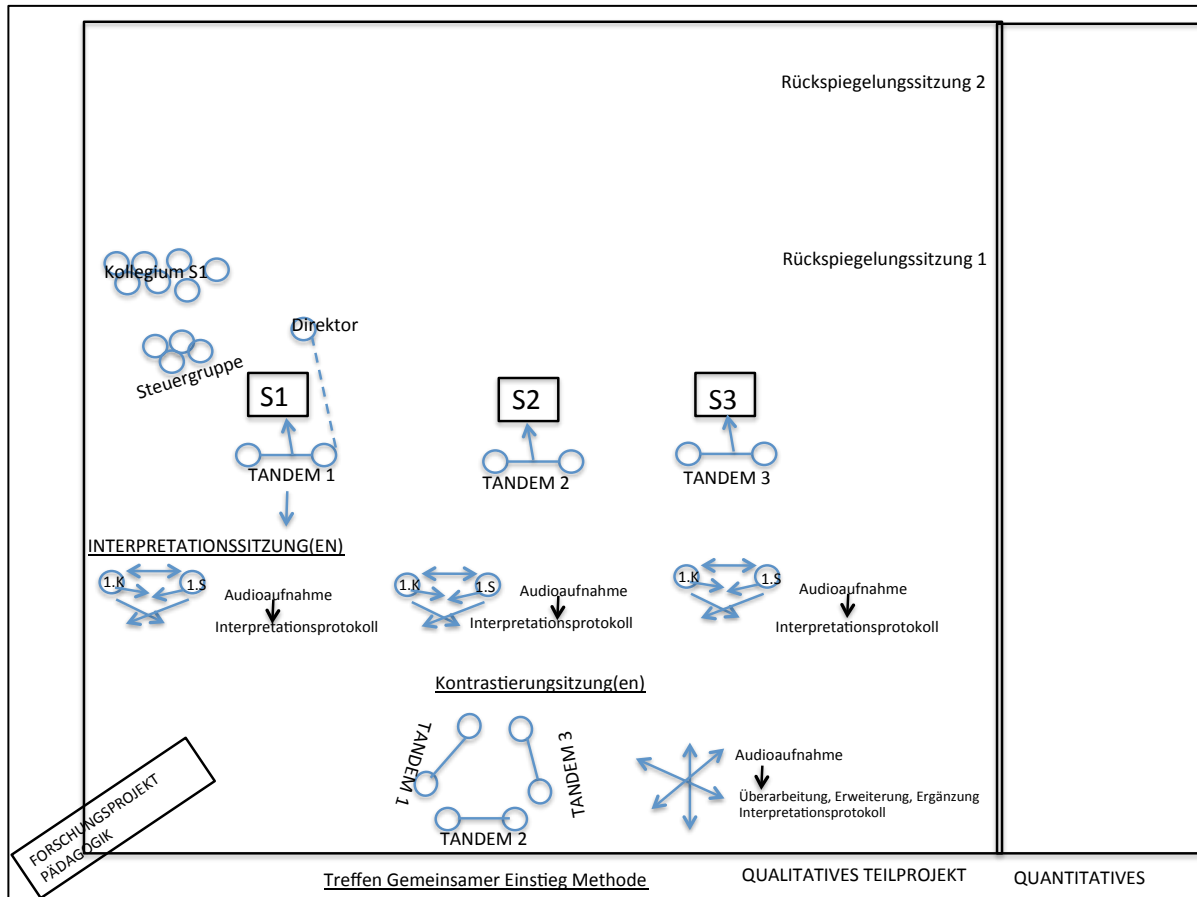 Rückspiegelungssitzung 2
Rückspiegelungssitzung 1
Kollegium S1
Direktor
Steuergruppe
S1
S2
S3
TANDEM 1
TANDEM 2
TANDEM 3
INTERPRETATIONSSITZUNG(EN)
1.K
1.S
Audioaufnahme
Interpretationsprotokoll
1.K
1.S
Audioaufnahme
Interpretationsprotokoll
1.K
1.S
Audioaufnahme
Interpretationsprotokoll
Kontrastierungsitzung(en)
TANDEM 1
TANDEM 3
TANDEM 2
Audioaufnahme
Überarbeitung, Erweiterung, Ergänzung
Interpretationsprotokoll
FORSCHUNGSPROJEKT
PÄDAGOGIK
Treffen Gemeinsamer Einstieg Methode
QUALITATIVES TEILPROJEKT
QUANTITATIVES